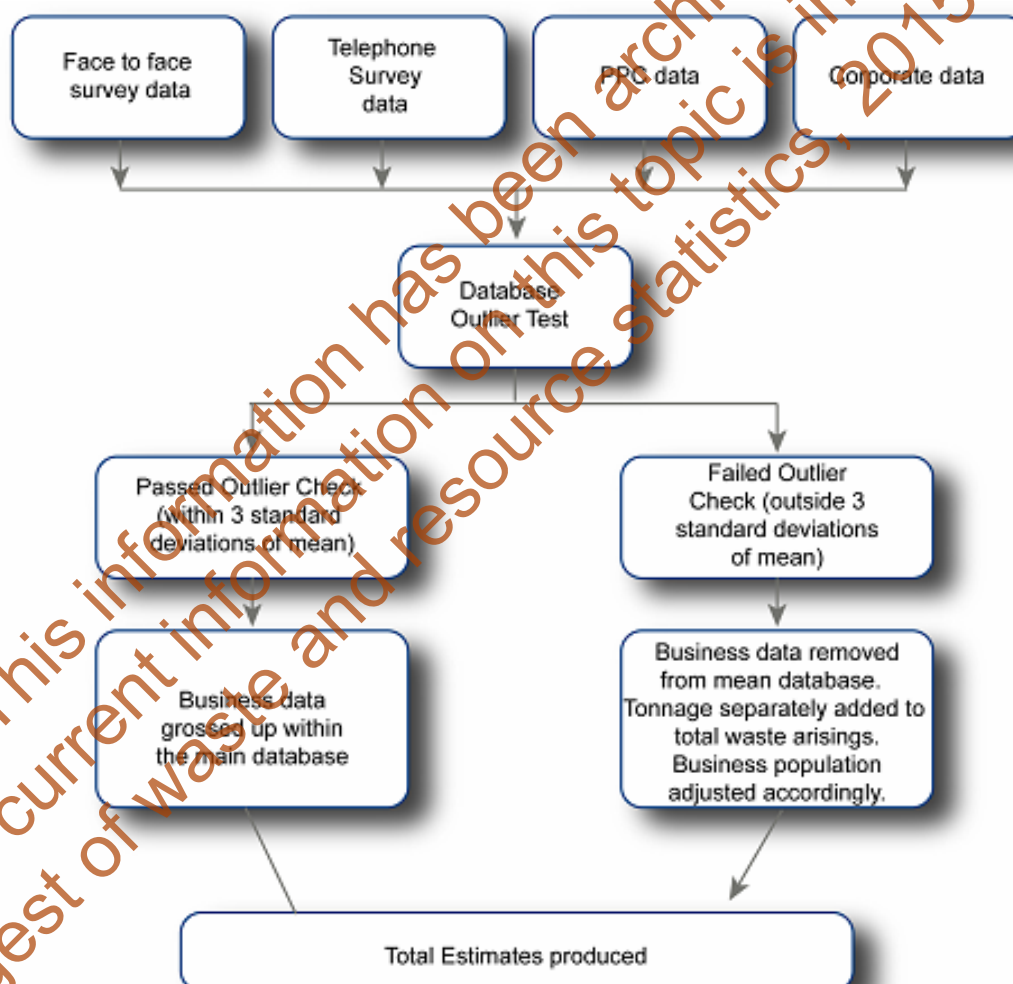 Face to face
survey data
Telephone
Survey
data
PPC data
Corporate data
Database
Outlier Test
Passed Outlier Check
(within 3 standard
deviations of mean)
Failed Outlier
Check (outside 3
standard deviations
of mean)
Business data
grossed up within
the main database
Business data removed
from mean database.
Tonnage separately added to
total waste arisings.
Business population
adjusted accordingly.
Total Estimates produced
his information has been archi
current information on this topic is in
gest of waste and resource statistics, 2015